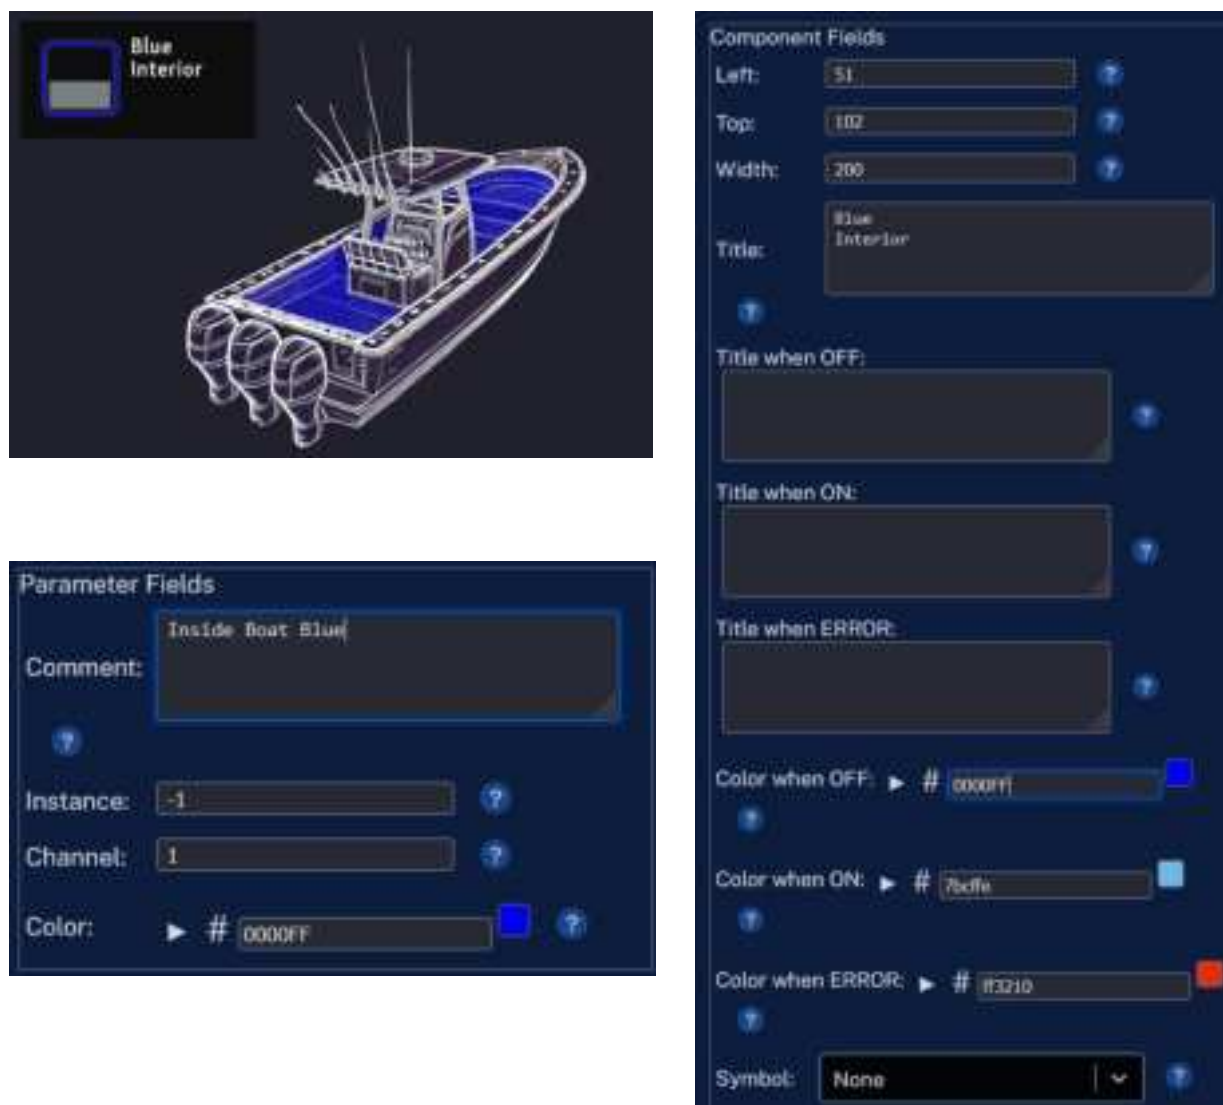 Blue
Interior
Parameter Fields
Comment:
Inside Boat Blue
?
Instance: -1 ?
Channel: 1 ?
Color: # 0000FF ?
Component Fields
Left: 51 ?
Top: 102 ?
Width: 200 ?
Title:
Blue
Interior
?
Title when OFF:
?
Title when ON:
?
Title when ERROR:
?
Color when OFF: # 0000FF
?
Color when ON: #
?
Color when ERROR: # ff3210
?
Symbol: None ?